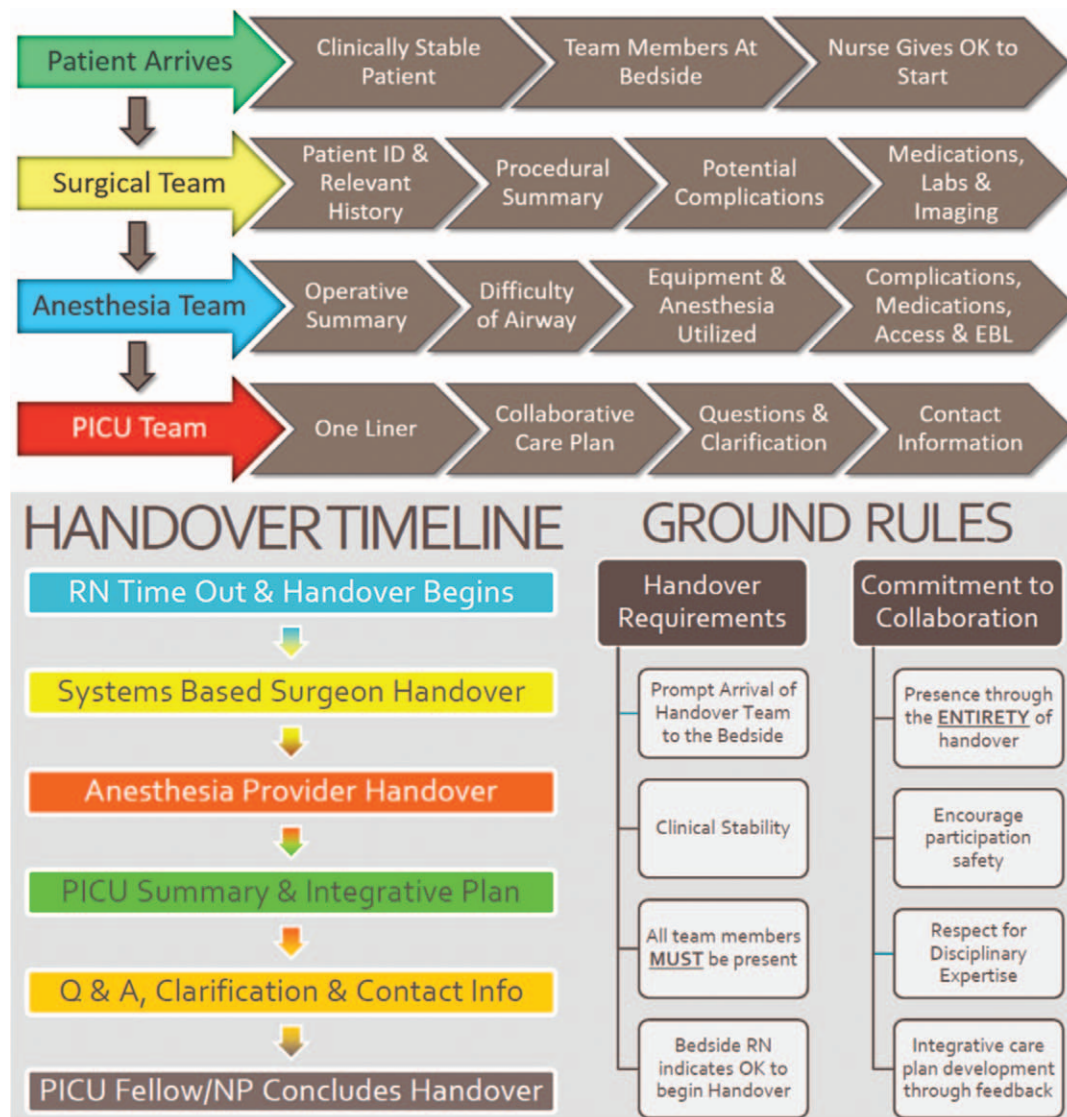 Patient Arrives
Clinically Stable
Patient
Team Members At
Bedside
Nurse Gives OK to
Start
Surgical Team
Patient ID &
Relevant
History
Procedural
Summary
Potential
Complications
Medications,
Labs &
Imaging
Anesthesia Team
Operative
Summary
Difficulty
of Airway
Equipment &
Anesthesia
Utilized
Complications,
Medications,
Access & EBL
PICU Team
One Liner
Collaborative
Care Plan
Questions &
Clarification
Contact
Information
HANDOVER TIMELINE
RN Time Out & Handover Begins
Systems Based Surgeon Handover
Anesthesia Provider Handover
PICU Summary & Integrative Plan
Q & A, Clarification & Contact Info
PICU Fellow/NP Concludes Handover
GROUND RULES
Handover
Requirements
Prompt Arrival of
Handover Team
to the Bedside
Clinical Stability
All team members
MUST be present
Bedside RN
indicates OK to
begin Handover
Commitment to
Collaboration
Presence through
the ENTIRETY of
handover
Encourage
participation
safety
Respect for
Disciplinary
Expertise
Integrative care
plan development
through feedback